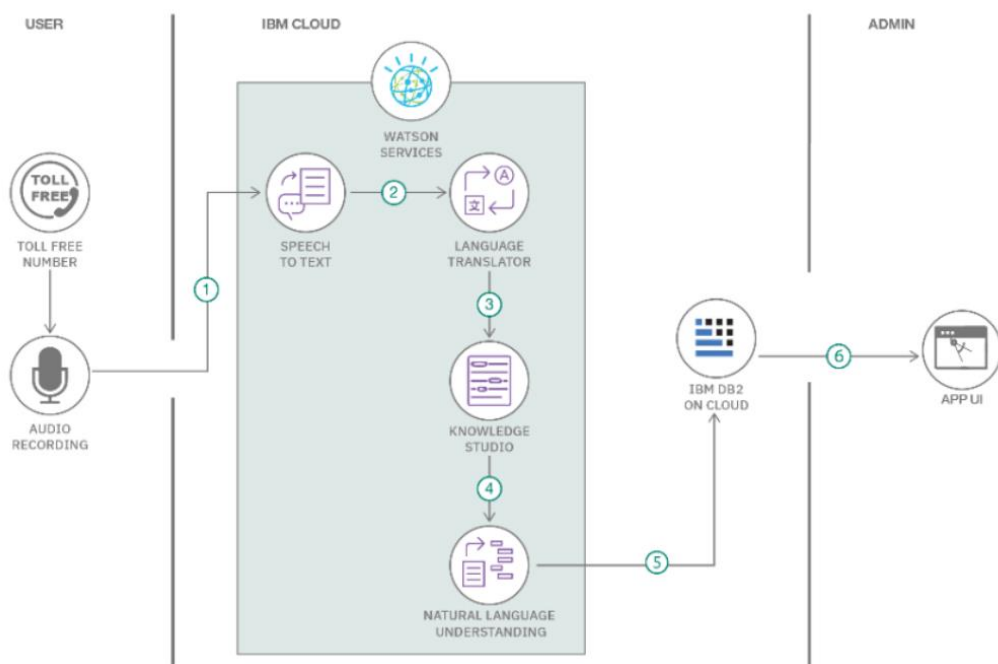 USER
IBM CLOUD
ADMIN
WATSON
SERVICES
TOLL
FREE
TOLL FREE
NUMBER
1
SPEECH
TO TEXT
2
A
文
LANGUAGE
TRANSLATOR
3
AUDIO
RECORDING
KNOWLEDGE
STUDIO
4
NATURAL LANGUAGE
UNDERSTANDING
5
IBM DB2
ON CLOUD
6
APP UI